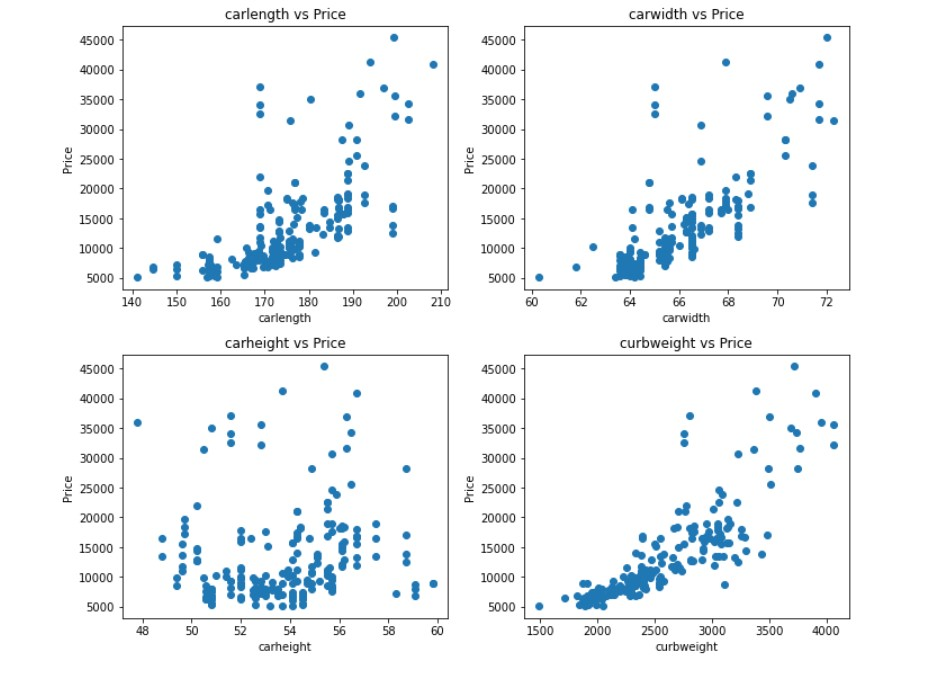 carlength vs Price
45000
40000
35000
30000
25000
20000
15000
10000
5000
Price
140 150 160 170 180 190 200 210
carlength
carwidth vs Price
45000
40000
35000
30000
25000
20000
15000
10000
5000
Price
60 62 64 66 68 70 72
carwidth
carheight vs Price
45000
40000
35000
30000
25000
20000
15000
10000
5000
Price
48 50 52 54 56 58 60
carheight
curbweight vs Price
45000
40000
35000
30000
25000
20000
15000
10000
5000
Price
1500 2000 2500 3000 3500 4000
curbweight